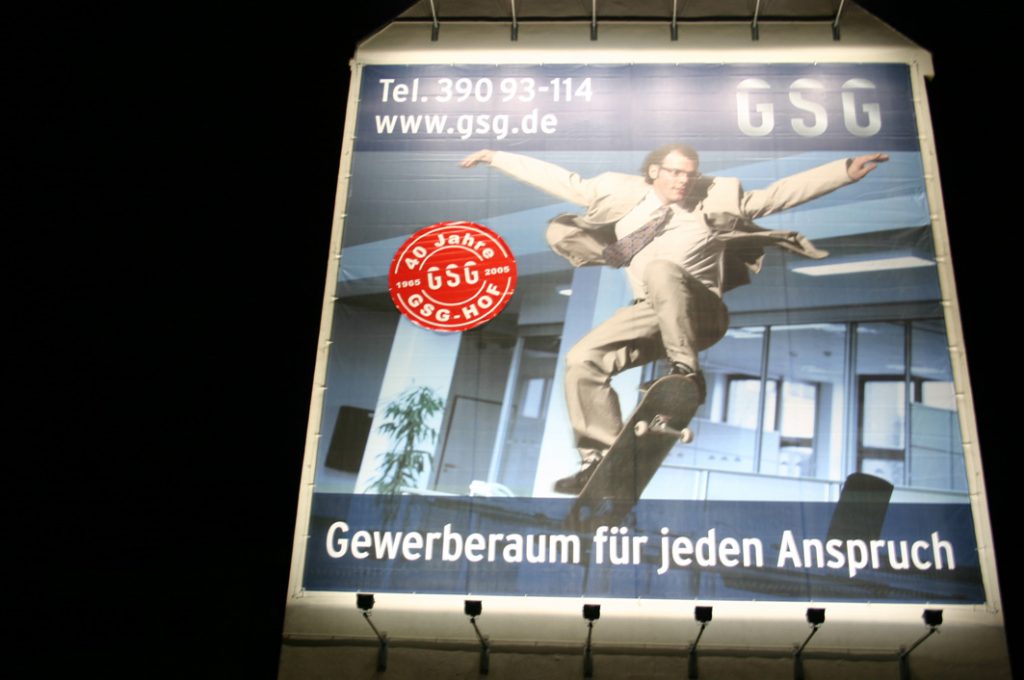 Tel. 390 93-114
www.gsg.de
GSG
40 Jahre
1965 GSG 2005
GSG-HOF
Gewerberaum für jeden Anspruch